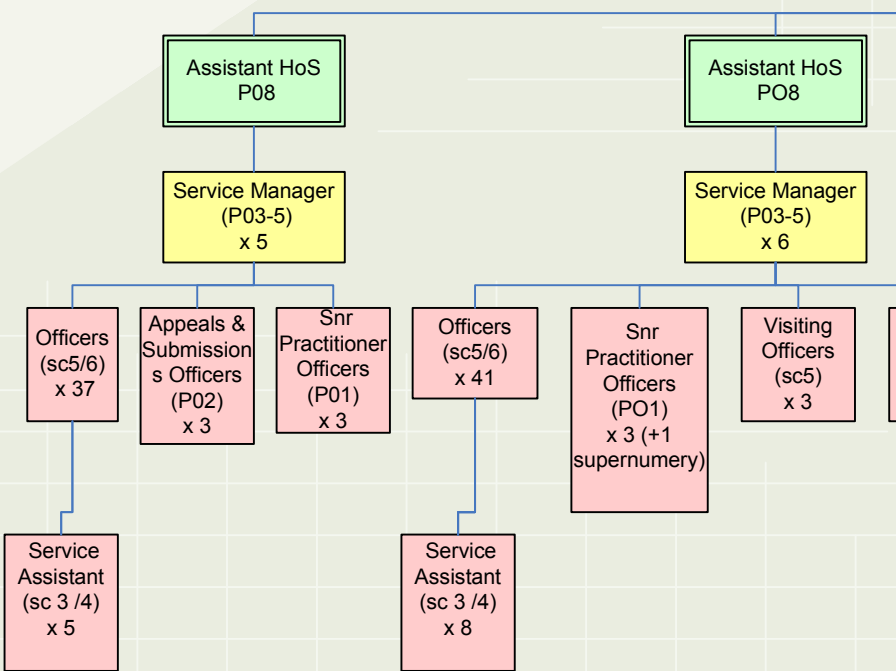 Assistant HoS
P08
Assistant HoS
PO8
Service Manager
(P03-5)
x 5
Service Manager
(P03-5)
x 6
Officers
(sc5/6)
x 37
Appeals &
Submission
s Officers
(P02)
x 3
Snr
Practitioner
Officers
(P01)
x 3
Officers
(sc5/6)
x 41
Snr
Practitioner
Officers
(PO1)
x 3 (+1
supernumery)
Visiting
Officers
(sc5)
x 3
Service
Assistant
(sc 3 /4)
x 5
Service
Assistant
(sc 3 /4)
x 8